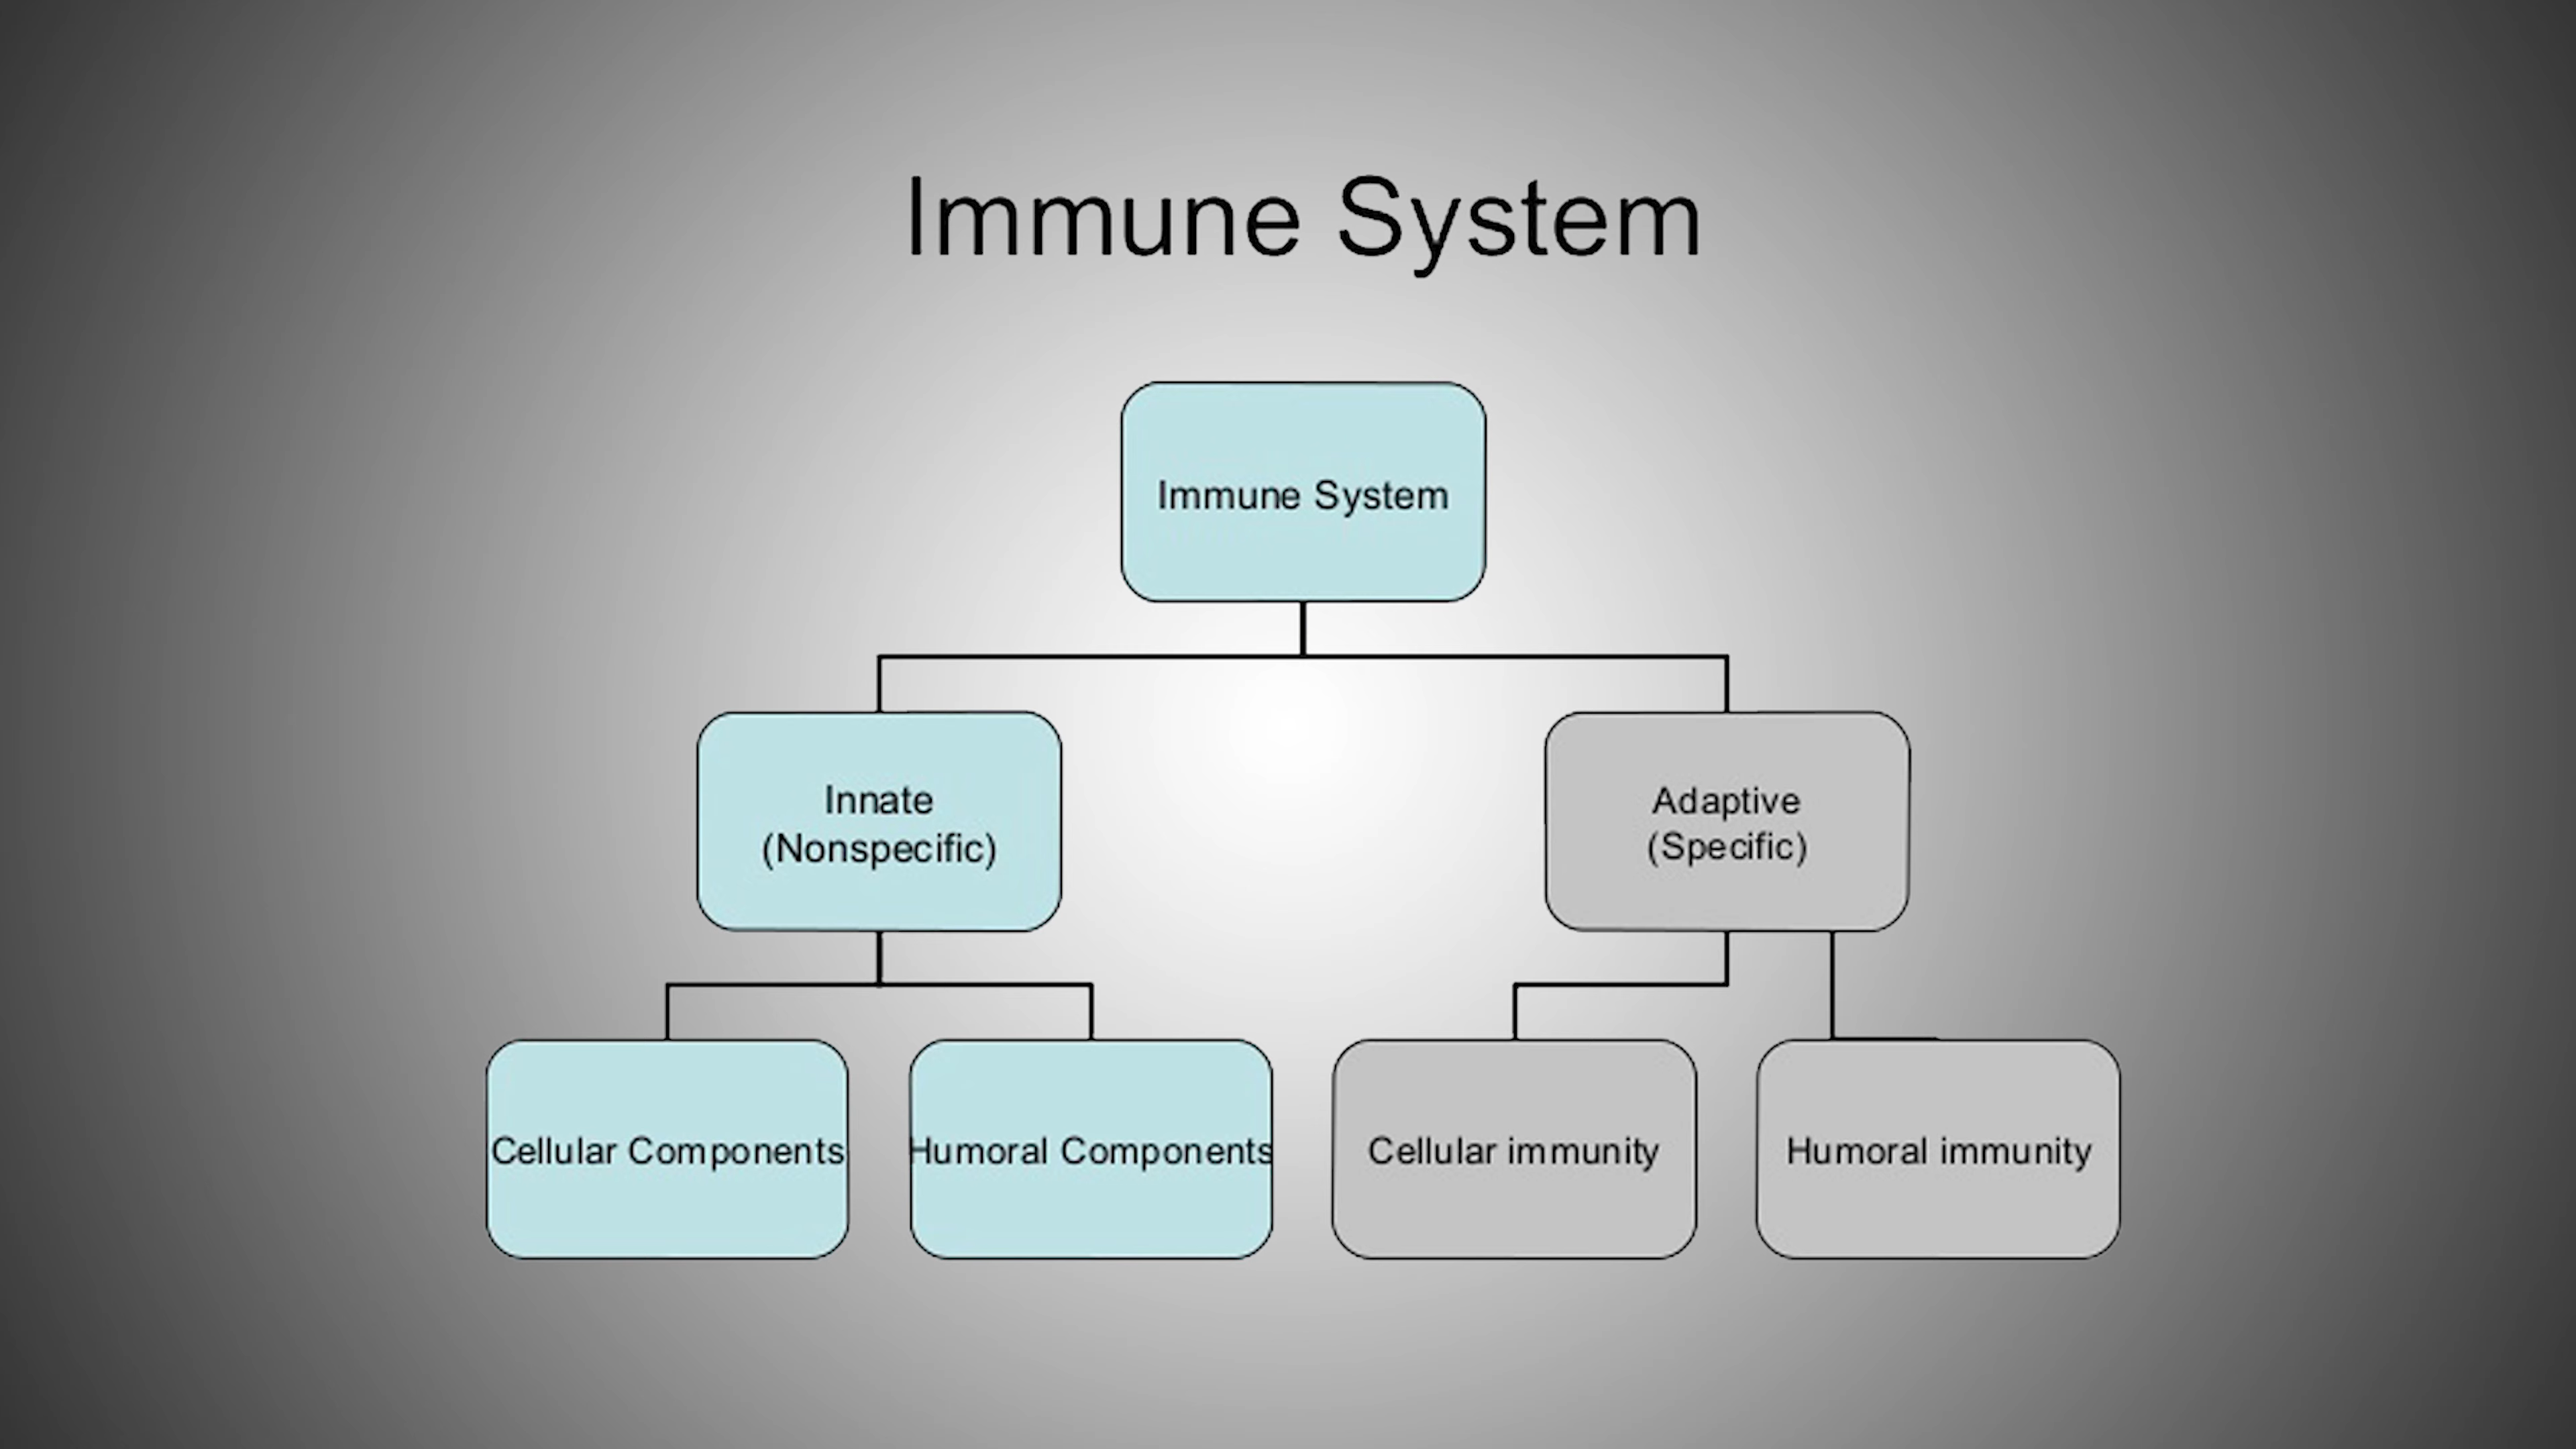 Immune System
Immune System
Innate
(Nonspecific)
Adaptive
(Specific)
Cellular Components
Humoral Components
Cellular immunity
Humoral immunity